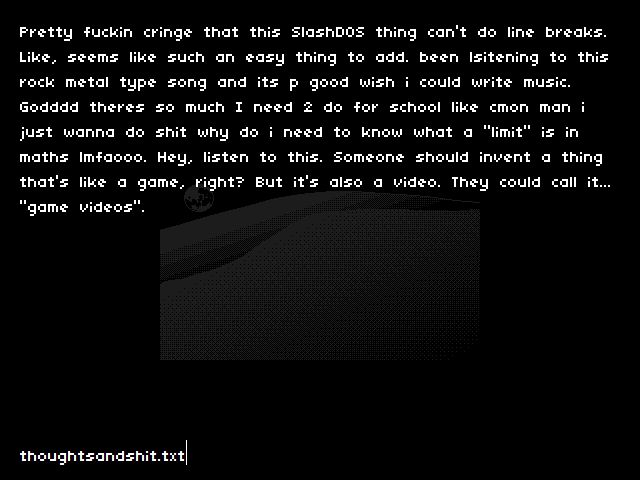 Pretty fuckin cringe that this SlashDOS thing can't do line breaks.
Like, seems like such an easy thing to add. been lsitening to this
rock metal type song and its p good wish i could write music.
Godddd theres so much I need 2 do for school like cmon man i
just wanna do shit why do i need to know what a "limit" is in
maths lmfaooo. Hey, listen to this. Someone should invent a thing
that's like a game, right? But it's also a video. They could call it...
"game videos".
thoughtsandshit.txt